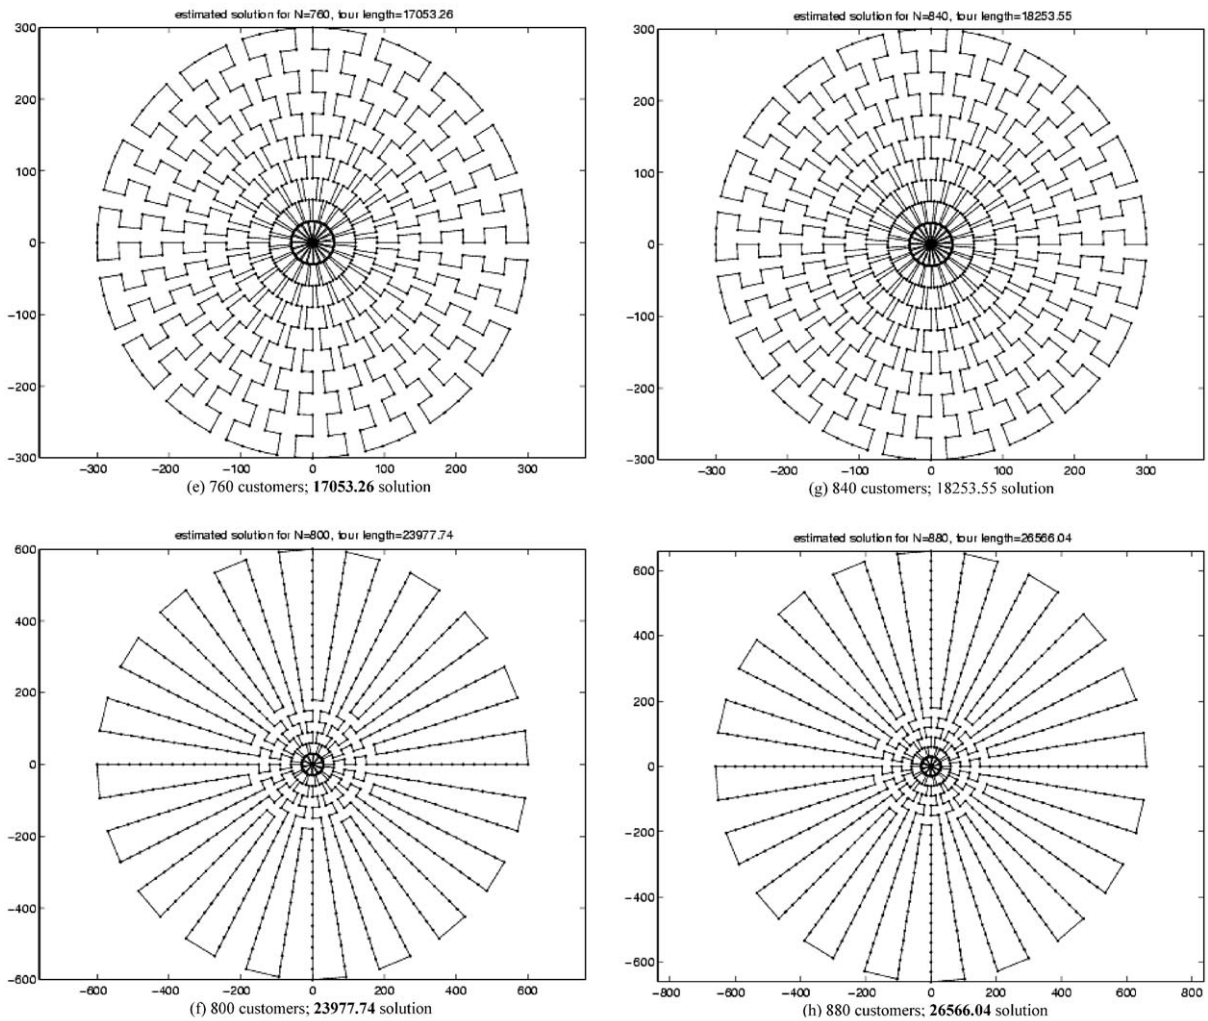 estimated solution for N=760, tour length=17053.26
300
200
100
0
-100
-200
-300
-300 -200 -100 0 100 200 300
(e) 760 customers; 17053.26 solution
estimated solution for N=840, tour length=18253.55
300
200
100
0
-100
-200
-300
-300 -200 -100 0 100 200 300
(g) 840 customers; 18253.55 solution
estimated solution for N=800, tour length=23977.74
600
400
200
0
-200
-400
-600
-600 -400 -200 0 200 400 600
(f) 800 customers; 23977.74 solution
estimated solution for N=880, tour length=26566.04
600
400
200
0
-200
-400
-600
-800 -600 -400 -200 0 200 400 600 800
(h) 880 customers; 26566.04 solution